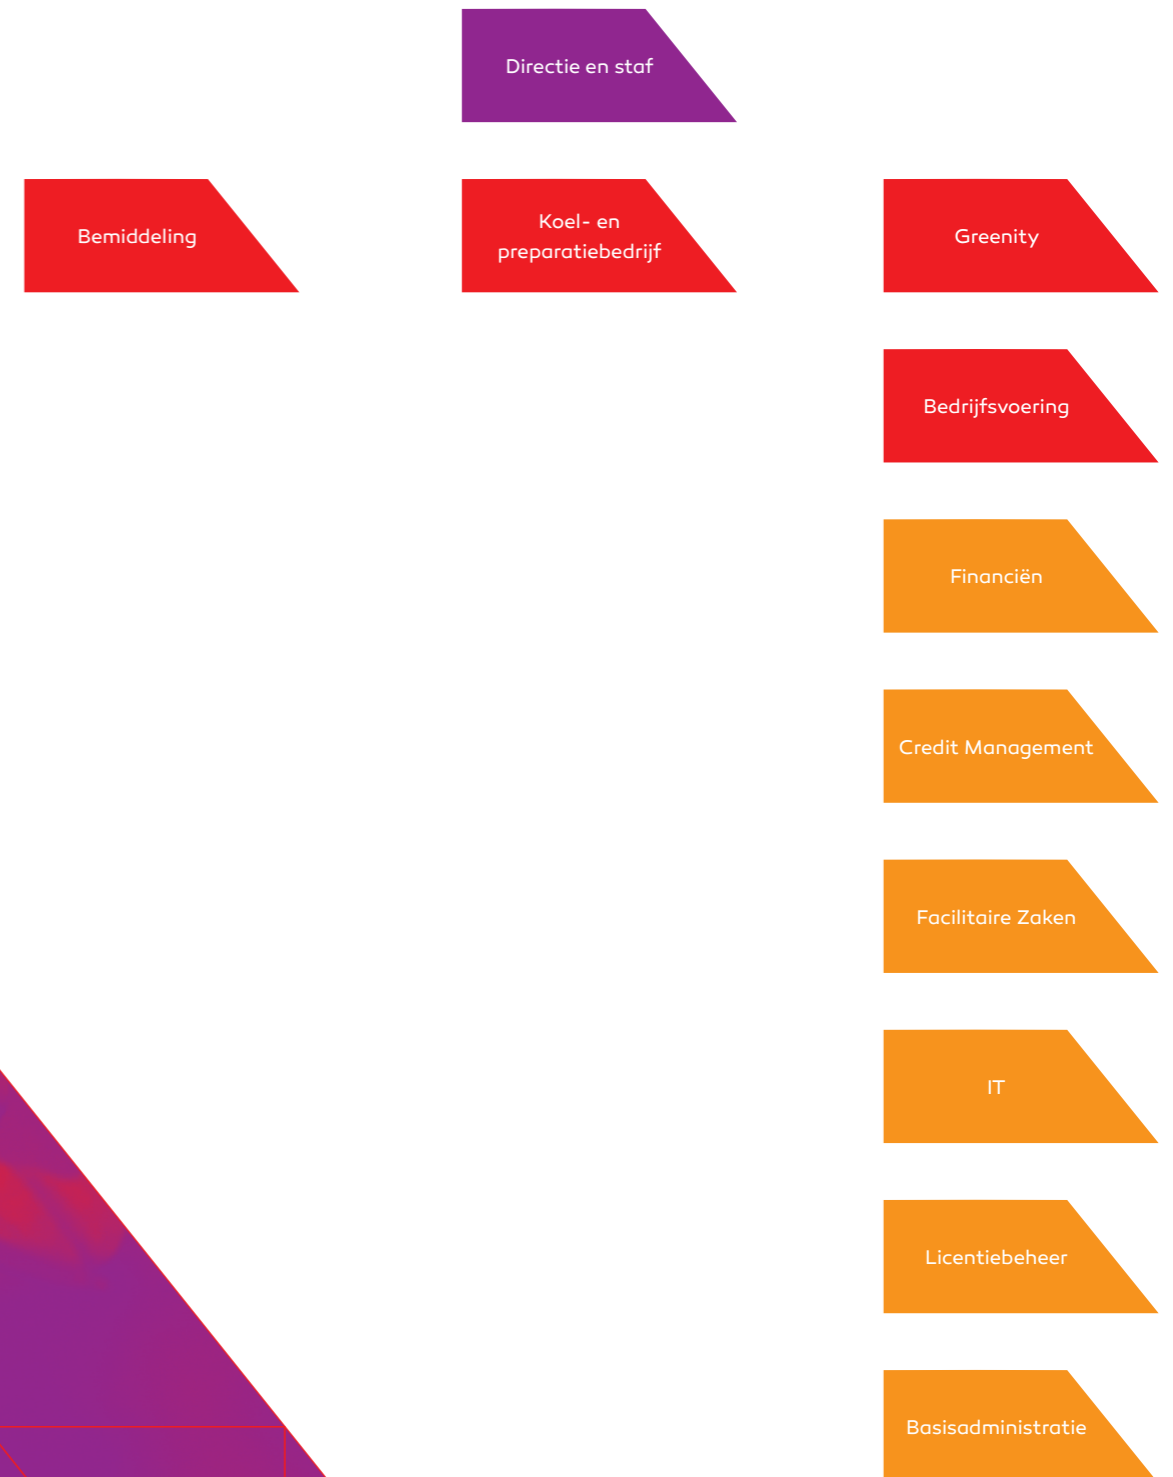 Directie en staf
Bemiddeling
Koel- en
preparatiebedrijf
Greenity
Bedrijfsvoering
Financiën
Credit Management
Facilitaire Zaken
IT
Licentiebeheer
Basisadministratie